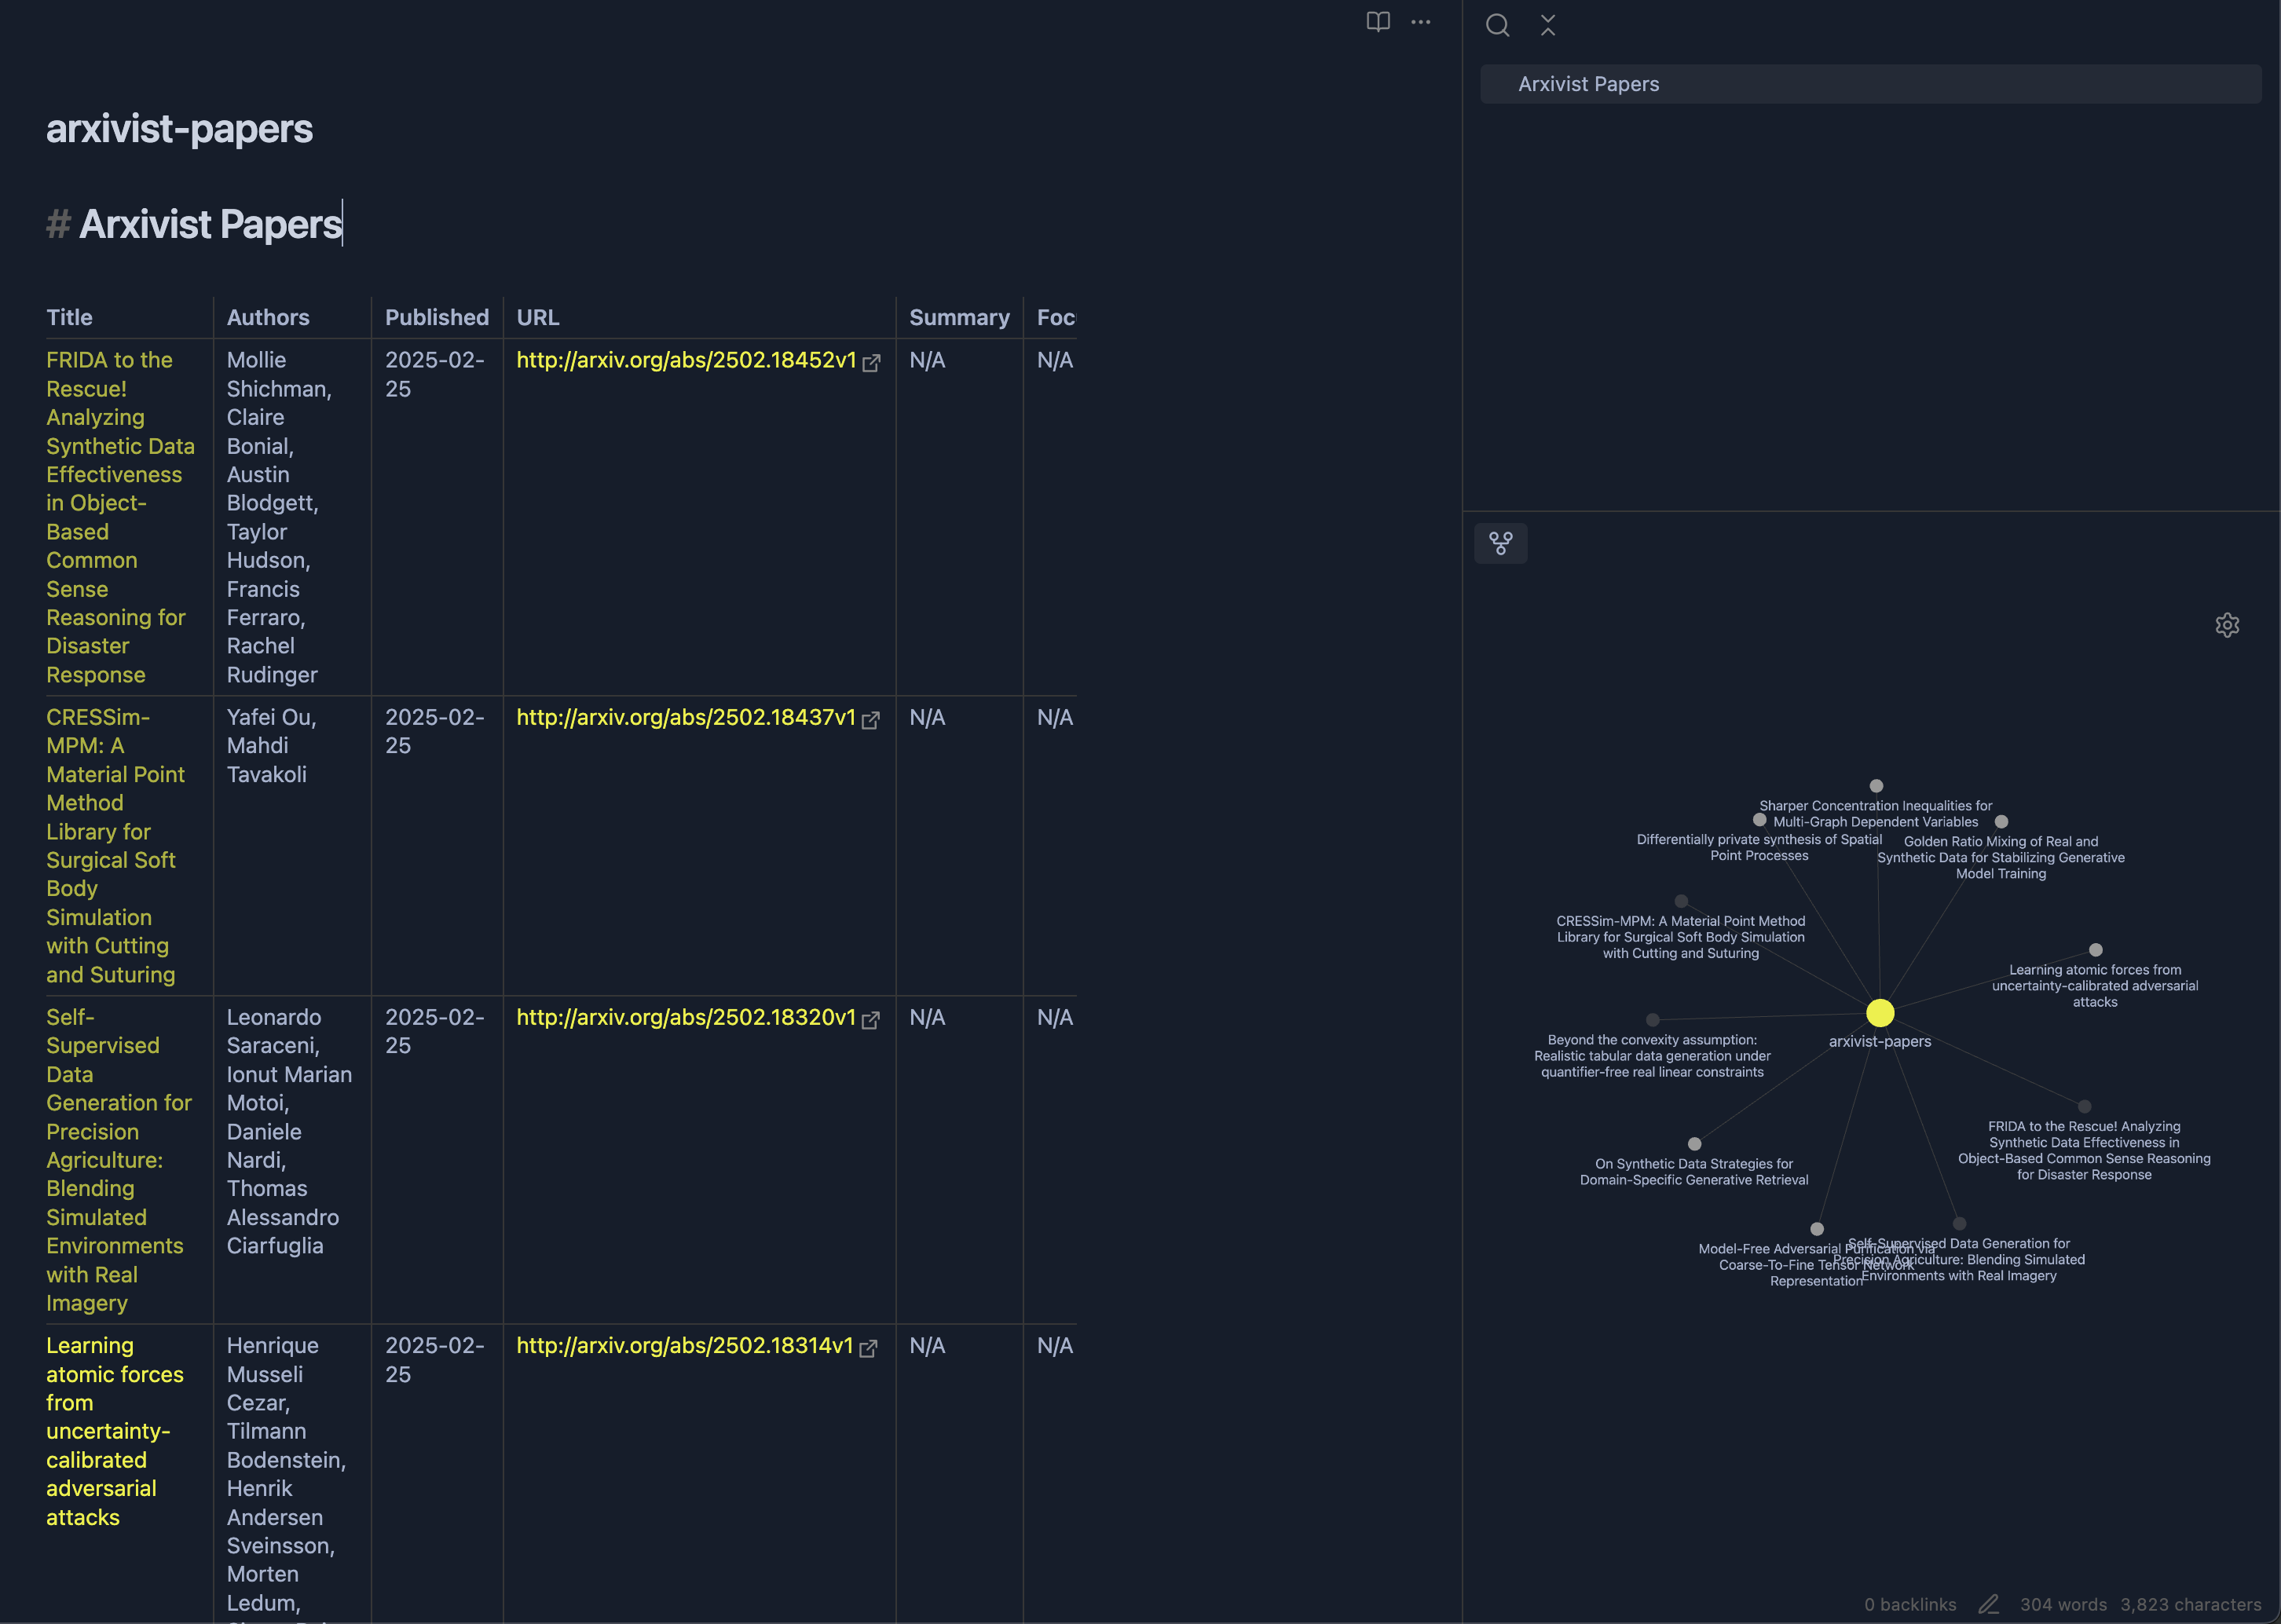 arxivist-papers
# Arxivist Papers
Title Authors Published URL Summary Foc
FRIDA to the
Rescue!
Analyzing
Synthetic Data
Effectiveness
in Object-
Based
Common
Sense
Reasoning for
Disaster
Response
Mollie
Shichman,
Claire
Bonial,
Austin
Blodgett,
Taylor
Hudson,
Francis
Ferraro,
Rachel
Rudinger
2025-02-
25
http://arxiv.org/abs/2502.18452v1
N/A
N/A
CRESSim-
MPM: A
Material Point
Method
Library for
Surgical Soft
Body
Simulation
with Cutting
and Suturing
Yafei Ou,
Mahdi
Tavakoli
2025-02-
25
http://arxiv.org/abs/2502.18437v1
N/A
N/A
Self-
Supervised
Data
Generation for
Precision
Agriculture:
Blending
Simulated
Environments
with Real
Imagery
Leonardo
Saraceni,
Ionut Marian
Motoi,
Daniele
Nardi,
Thomas
Alessandro
Ciarfuglia
2025-02-
25
http://arxiv.org/abs/2502.18320v1
N/A
N/A
Learning
atomic forces
from
uncertainty-
calibrated
adversarial
attacks
Henrique
Musseli
Cezar,
Tilmann
Bodenstein,
Henrik
Andersen
Sveinsson,
Morten
Ledum,
2025-02-
25
http://arxiv.org/abs/2502.18314v1
N/A
N/A
Arxivist Papers
Sharper Concentration Inequalities for
Multi-Graph Dependent Variables
Differentially private synthesis of Spatial
Point Processes
Golden Ratio Mixing of Real and
Synthetic Data for Stabilizing Generative
Model Training
CRESSim-MPM: A Material Point Method
Library for Surgical Soft Body Simulation
with Cutting and Suturing
Learning atomic forces from
uncertainty-calibrated adversarial
attacks
arxivist-papers
Beyond the convexity assumption:
Realistic tabular data generation under
quantifier-free real linear constraints
FRIDA to the Rescue! Analyzing
Synthetic Data Effectiveness in
Object-Based Common Sense Reasoning
for Disaster Response
On Synthetic Data Strategies for
Domain-Specific Generative Retrieval
Model-Free Adversarial Purification via
Coarse-To-Fine Tensor Network
Representation
Self-Supervised Data Generation for
Precision Agriculture: Blending Simulated
Environments with Real Imagery
0 backlinks 304 words 3,823 characters